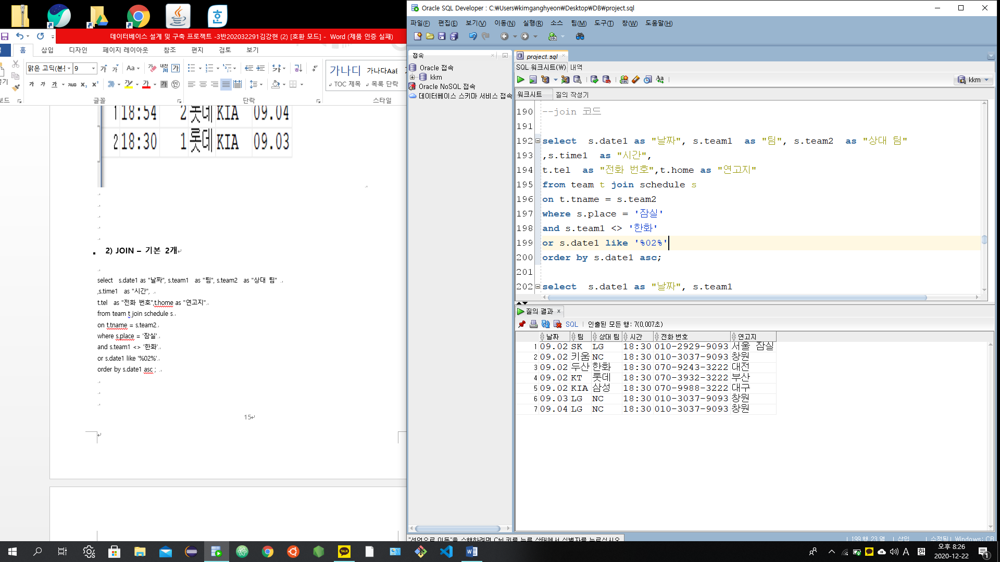 데이터베이스 설계 및 구축 프로젝트 -3반202032291김강현 (2) [호환 모드] - Word (제품 인증 실패)
홈 삽입 디자인 페이지 레이아웃 참조 편지 검토 보기
맑은 고딕(본 9
가나디 가나다AaE
TOC 제목 목록 단락
글꼴 단락 스타일
1 18:54 2 롯데 KIA 09.04
2 18:30 1 롯데 KIA 09.03
2) JOIN – 기본 2개
select s.date1 as "날짜", s.team1 as "팀", s.team2 as "상대 팀"
,s.time1 as "시간",
t.tel as "전화 번호",t.home as "연고지"
from team t join schedule s
on t.tname = s.team2
where s.place = '잠실'
and s.team1 <> '한화'
or s.date1 like '%02%'
order by s.date1 asc ;
15
Oracle SQL Developer : C:₩Users₩kimganghyeon₩Desktop₩DB₩project.sql
파일(F) 편집(E) 보기(V) 이동(N) 실행(R) 소스 팀(M) 도구(T) 창(W) 도움말(H)
접속
Oracle 접속
kkm
Oracle NoSQL 접속
데이터베이스 스키마 서비스 접속
project.sql
SQL 워크시트(W) 내역
kkm
워크시트 질의 작성기
190 --join 코드
191
192 select s.date1 as "날짜", s.team1 as "팀", s.team2 as "상대 팀"
193 ,s.time1 as "시간",
194 t.tel as "전화 번호",t.home as "연고지"
195 from team t join schedule s
196 on t.tname = s.team2
197 where s.place = '잠실'
198 and s.team1 <> '한화'
199 or s.date1 like '%02%'
200 order by s.date1 asc;
201
202 select s.date1 as "날짜", s.team1
질의 결과
SQL | 인출된 모든 행: 7(0,007초)
날짜 팀 상대 팀 시간 전화 번호 연고지
1 09.02 SK LG 18:30 010-2929-9093 서울 잠실
2 09.02 키움 NC 18:30 010-3037-9093 창원
3 09.02 두산 한화 18:30 070-9243-3222 대전
4 09.02 KT 롯데 18:30 070-3932-3222 부산
5 09.02 KIA 삼성 18:30 070-9988-3222 대구
6 09.03 LG NC 18:30 010-3037-9093 창원
7 09.04 LG NC 18:30 010-3037-9093 창원
"선언으로 이동"을 수행하려면 Ctrl 키를 누른 상태에서 식별자를 누르십시오
199 행 23 열 | 삽입 | 수정됨 | Windows: CR
A 한
오후 8:26
2020-12-22